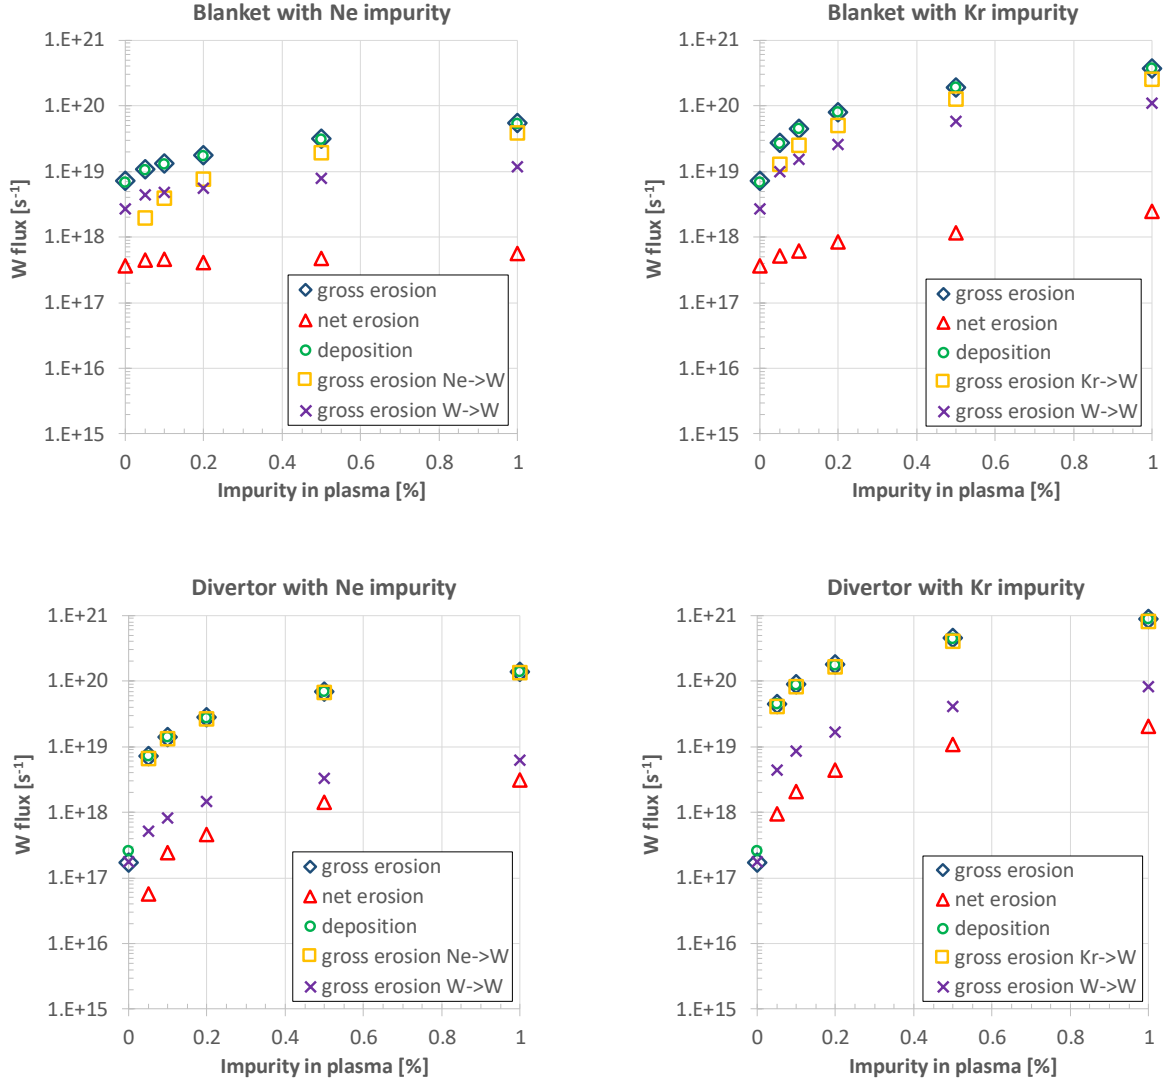 Blanket with Ne impurity
W flux [s⁻¹]
1.E+21
1.E+20
1.E+19
1.E+18
1.E+17
1.E+16
1.E+15
gross erosion
net erosion
deposition
gross erosion Ne->W
gross erosion W->W
0 0.2 0.4 0.6 0.8 1
Impurity in plasma [%]
Blanket with Kr impurity
W flux [s⁻¹]
1.E+21
1.E+20
1.E+19
1.E+18
1.E+17
1.E+16
1.E+15
gross erosion
net erosion
deposition
gross erosion Kr->W
gross erosion W->W
0 0.2 0.4 0.6 0.8 1
Impurity in plasma [%]
Divertor with Ne impurity
W flux [s⁻¹]
1.E+21
1.E+20
1.E+19
1.E+18
1.E+17
1.E+16
1.E+15
gross erosion
net erosion
deposition
gross erosion Ne->W
gross erosion W->W
0 0.2 0.4 0.6 0.8 1
Impurity in plasma [%]
Divertor with Kr impurity
W flux [s⁻¹]
1.E+21
1.E+20
1.E+19
1.E+18
1.E+17
1.E+16
1.E+15
gross erosion
net erosion
deposition
gross erosion Kr->W
gross erosion W->W
0 0.2 0.4 0.6 0.8 1
Impurity in plasma [%]